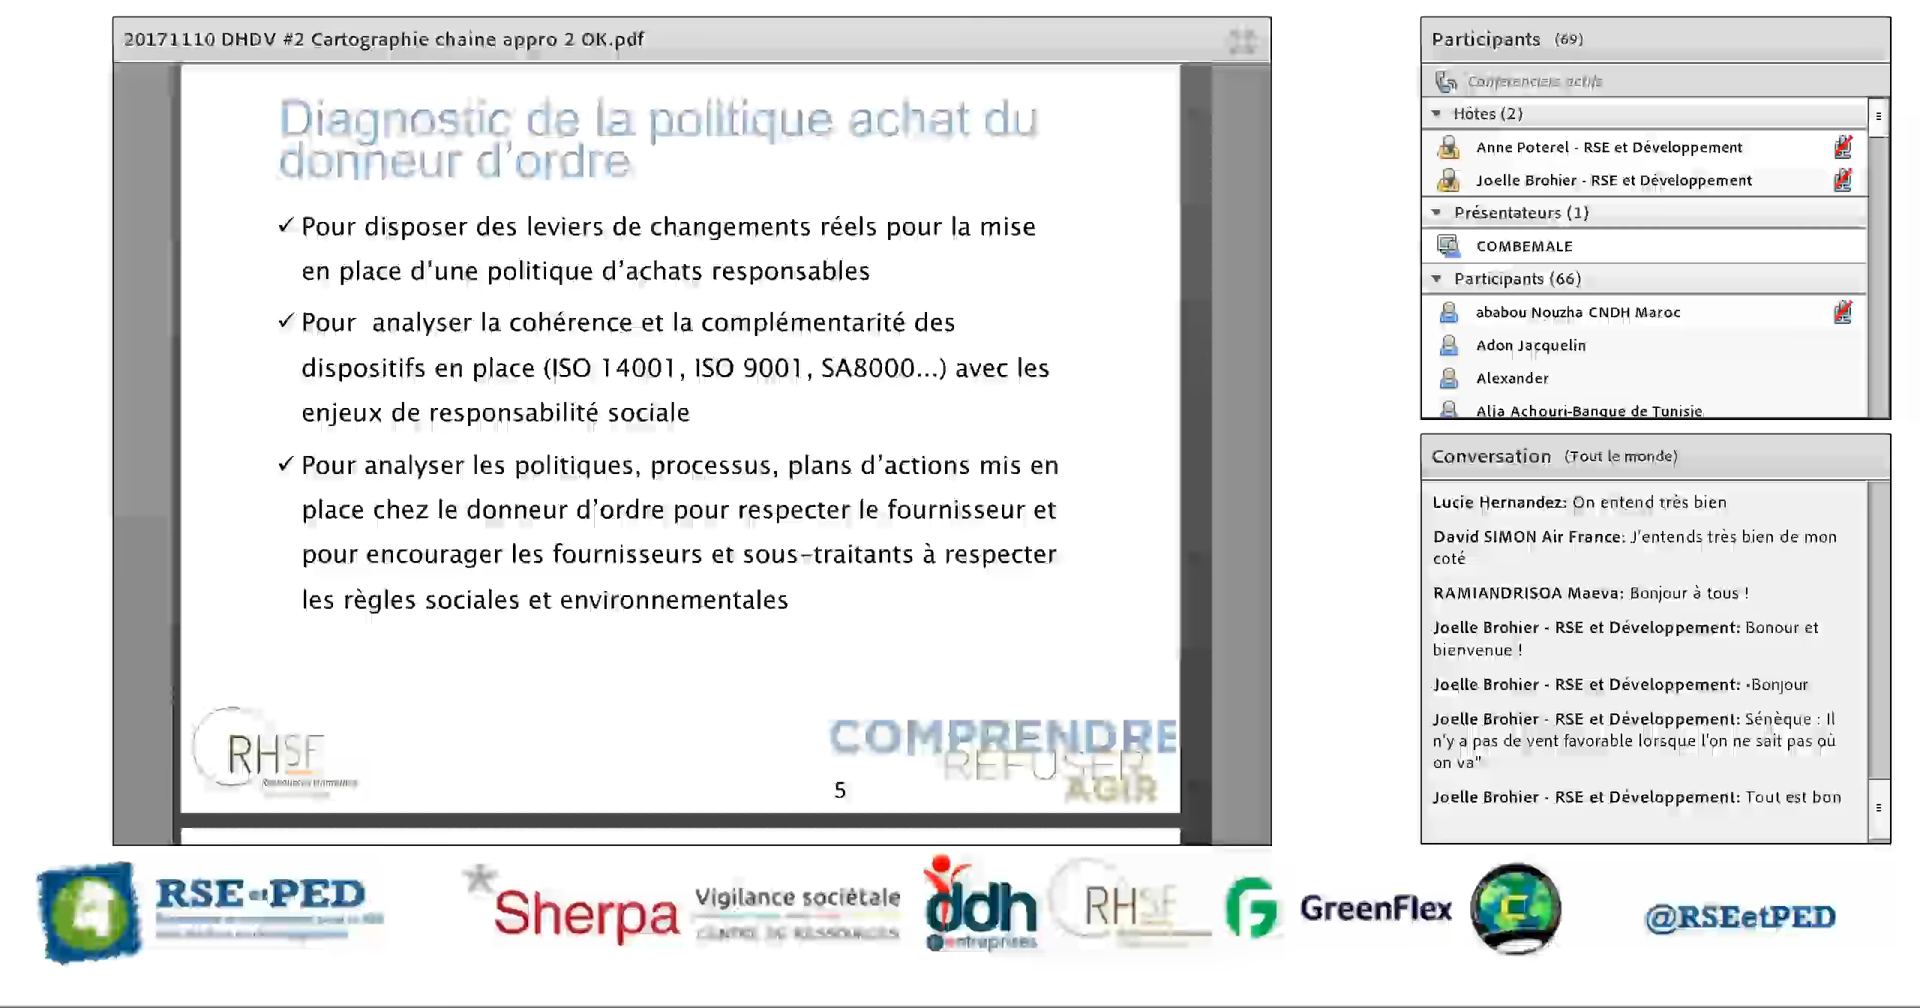 20171110 DHDV #2 Cartographie chaine appro 2 OK.pdf
Diagnostic de la politique achat du
donneur d'ordre
✓ Pour disposer des leviers de changements réels pour la mise
en place d'une politique d'achats responsables
✓ Pour analyser la cohérence et la complémentarité des
dispositifs en place (ISO 14001, ISO 9001, SA8000...) avec les
enjeux de responsabilité sociale
✓ Pour analyser les politiques, processus, plans d'actions mis en
place chez le donneur d'ordre pour respecter le fournisseur et
pour encourager les fournisseurs et sous-traitants à respecter
les règles sociales et environnementales
RHSF
COMPRENDRE
REFUSER
AGIR
5
Participants (69)
Conférenciers actifs
Hôtes (2)
Anne Poterel - RSE et Développement
Joelle Brohier - RSE et Développement
Présentateurs (1)
COMBEMALE
Participants (66)
ababou Nouzha CNDH Maroc
Adon Jacquelin
Alexander
Alia Achouri-Banque de Tunisie
Conversation (Tout le monde)
Lucie Hernandez: On entend très bien
David SIMON Air France: J'entends très bien de mon
coté
RAMIANDRISOA Maeva: Bonjour à tous !
Joelle Brohier - RSE et Développement: Bonour et
bienvenue !
Joelle Brohier - RSE et Développement: •Bonjour
Joelle Brohier - RSE et Développement: Sénèque : Il
n'y a pas de vent favorable lorsque l'on ne sait pas où
on va"
Joelle Brohier - RSE et Développement: Tout est bon
RSE et PED
Sherpa
Vigilance sociétale
CENTRE DE RESSOURCES
ddh
entreprises
RHSF
GreenFlex
@RSEetPED